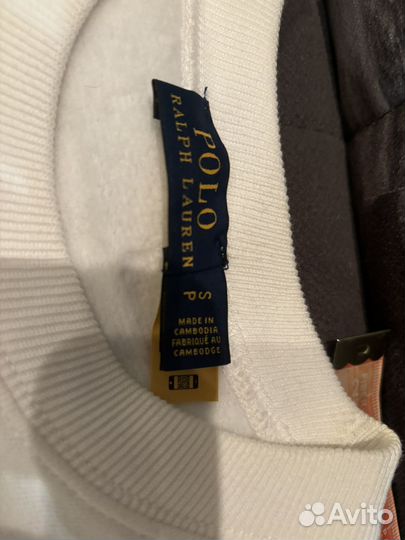 POLO
RALPH LAUREN
S
P
MADE IN
CAMBODIA
FABRIQUÉ AU
CAMBODGE
Avito